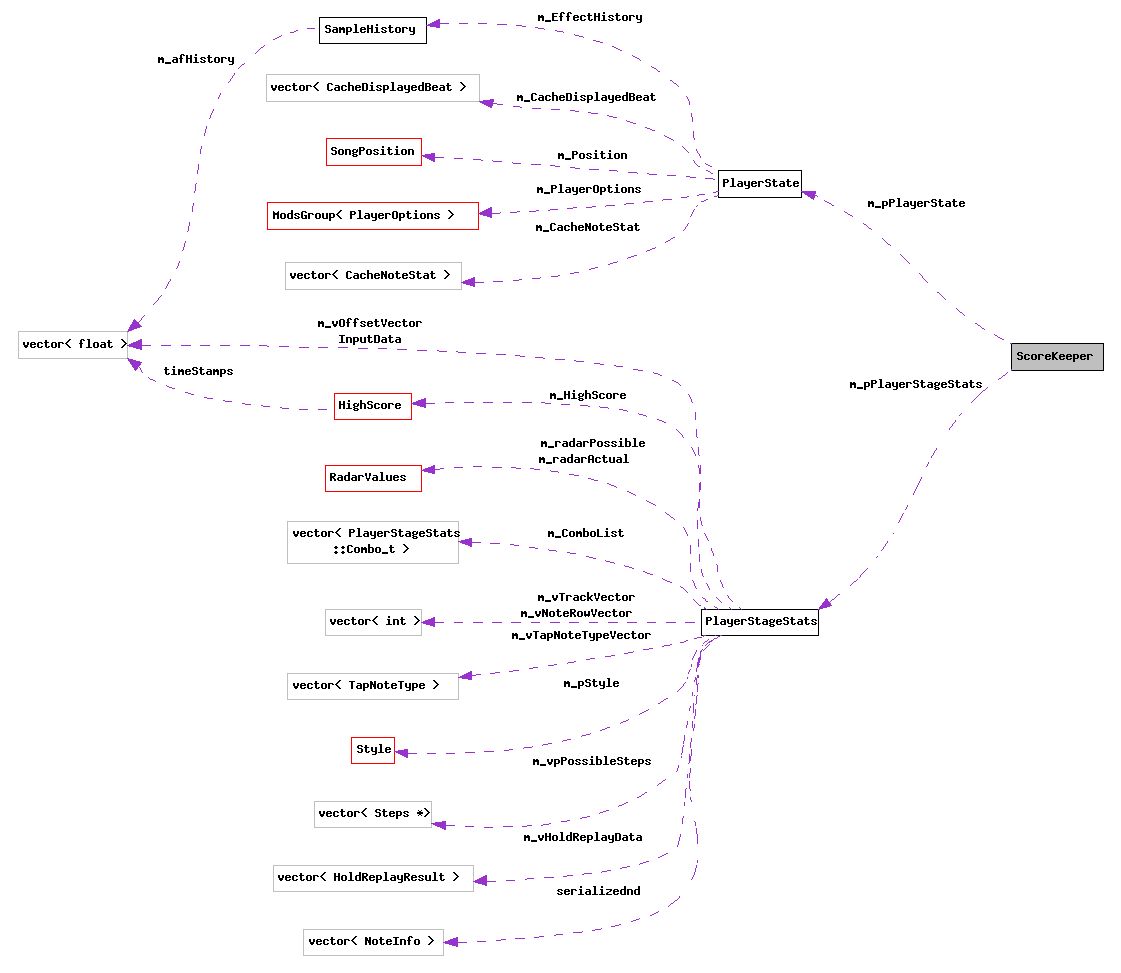 m_EffectHistory
SampleHistory
m_afHistory
vector< CacheDisplayedBeat >
m_CacheDisplayedBeat
SongPosition
m_Position
PlayerState
m_PlayerOptions
m_pPlayerState
ModsGroup< PlayerOptions >
m_CacheNoteStat
vector< CacheNoteStat >
m_vOffsetVector
InputData
vector< float >
ScoreKeeper
timeStamps
m_pPlayerStageStats
m_HighScore
HighScore
m_radarPossible
m_radarActual
RadarValues
vector< PlayerStageStats
::Combo_t >
m_ComboList
m_vTrackVector
m_vNoteRowVector
vector< int >
PlayerStageStats
m_vTapNoteTypeVector
vector< TapNoteType >
m_pStyle
Style
m_vpPossibleSteps
vector< Steps *>
m_vHoldReplayData
vector< HoldReplayResult >
serializednd
vector< NoteInfo >